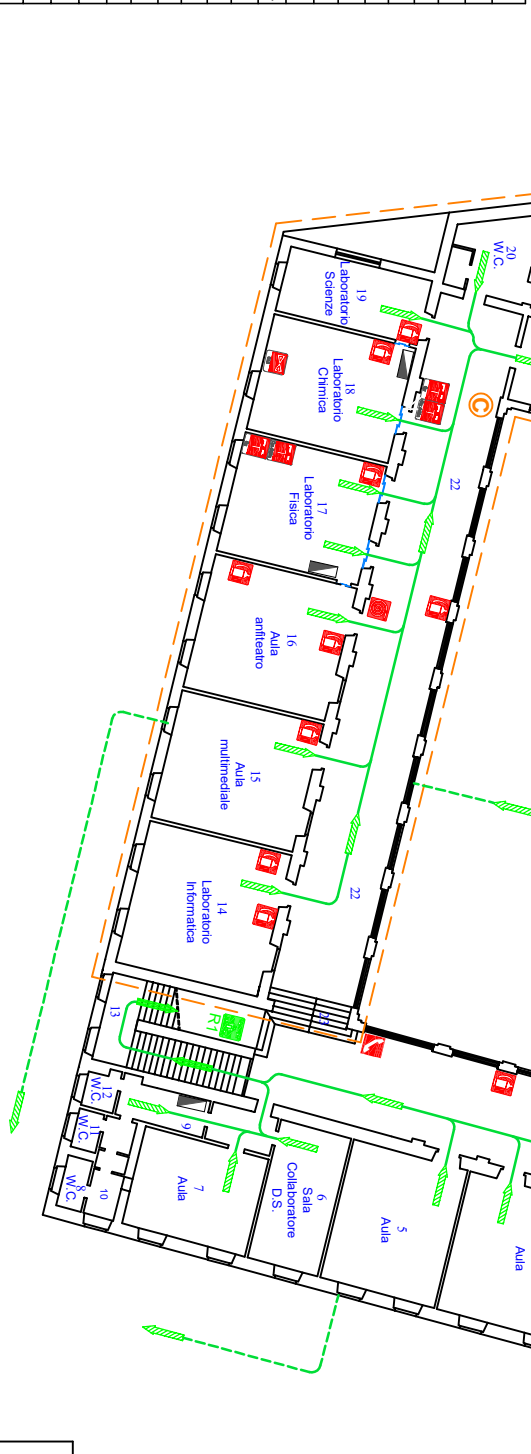 20
W.C.
19
Laboratorio
Scienze
18
Laboratorio
Chimica
C
22
17
Laboratorio
Fisica
16
Aula
anfiteatro
15
Aula
multimediale
14
Laboratorio
Informatica
22
23
13
R1
12
W.C.
11
W.C.
9
10
8
W.C.
7
Aula
6
Sala
Collaboratore
D.S.
5
Aula
Aula